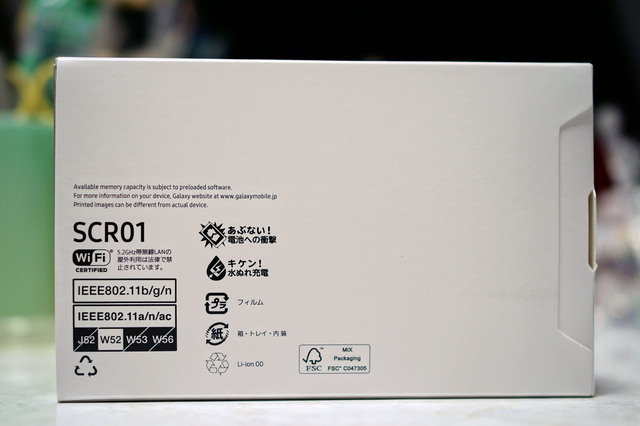 Available memory capacity is subject to preloaded software.
For more information on your device, Galaxy website at www.galaxymobile.jp
Printed images can be different from actual device.
SCR01
Wi Fi®
CERTIFIED
5.2GHz帯無線LANの
屋外利用は法律で禁
止されています。
IEEE802.11b/g/n
IEEE802.11a/n/ac
J52 W52 W53 W56
あぶない!
電池への衝撃
キケン!
水ぬれ充電
プラ
フィルム
紙
箱・トレイ・内装
Li-ion 00
FSC
MIX
Packaging
FSC™ C047305